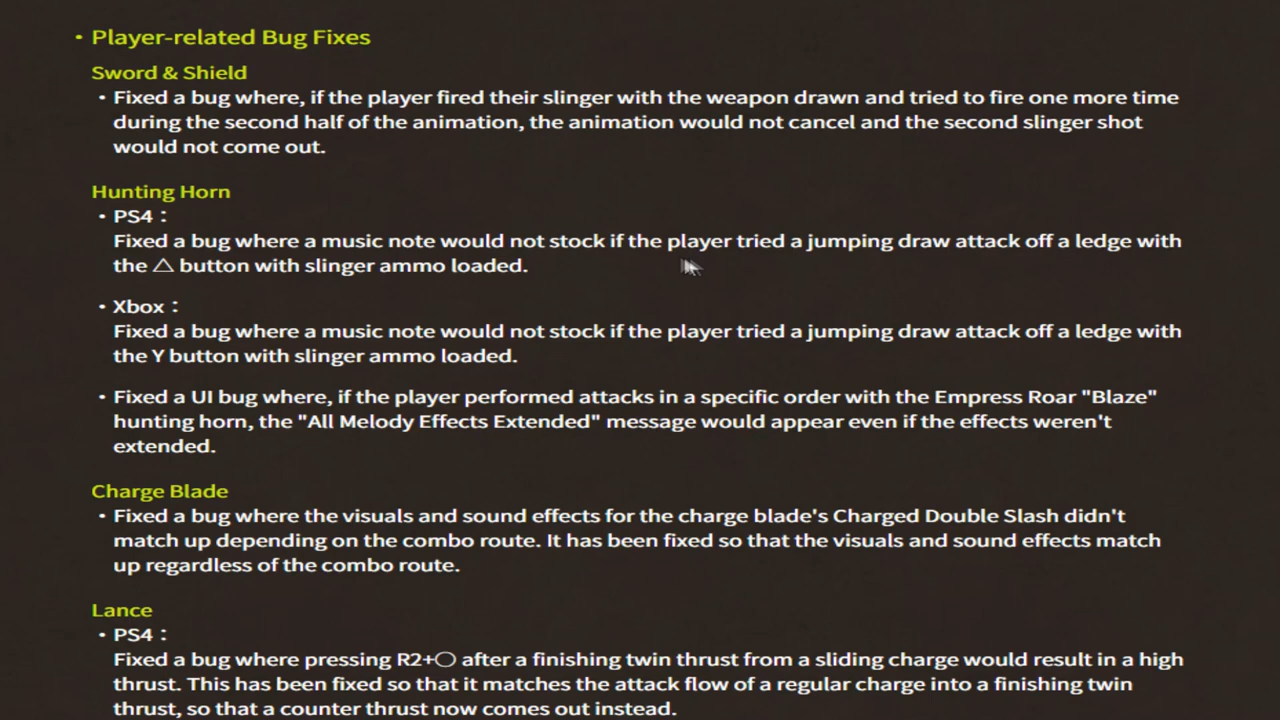 • Player-related Bug Fixes
Sword & Shield
• Fixed a bug where, if the player fired their slinger with the weapon drawn and tried to fire one more time
during the second half of the animation, the animation would not cancel and the second slinger shot
would not come out.
Hunting Horn
• PS4：
Fixed a bug where a music note would not stock if the player tried a jumping draw attack off a ledge with
the △ button with slinger ammo loaded.
• Xbox：
Fixed a bug where a music note would not stock if the player tried a jumping draw attack off a ledge with
the Y button with slinger ammo loaded.
• Fixed a UI bug where, if the player performed attacks in a specific order with the Empress Roar "Blaze"
hunting horn, the "All Melody Effects Extended" message would appear even if the effects weren't
extended.
Charge Blade
• Fixed a bug where the visuals and sound effects for the charge blade's Charged Double Slash didn't
match up depending on the combo route. It has been fixed so that the visuals and sound effects match
up regardless of the combo route.
Lance
• PS4：
Fixed a bug where pressing R2+○ after a finishing twin thrust from a sliding charge would result in a high
thrust. This has been fixed so that it matches the attack flow of a regular charge into a finishing twin
thrust, so that a counter thrust now comes out instead.